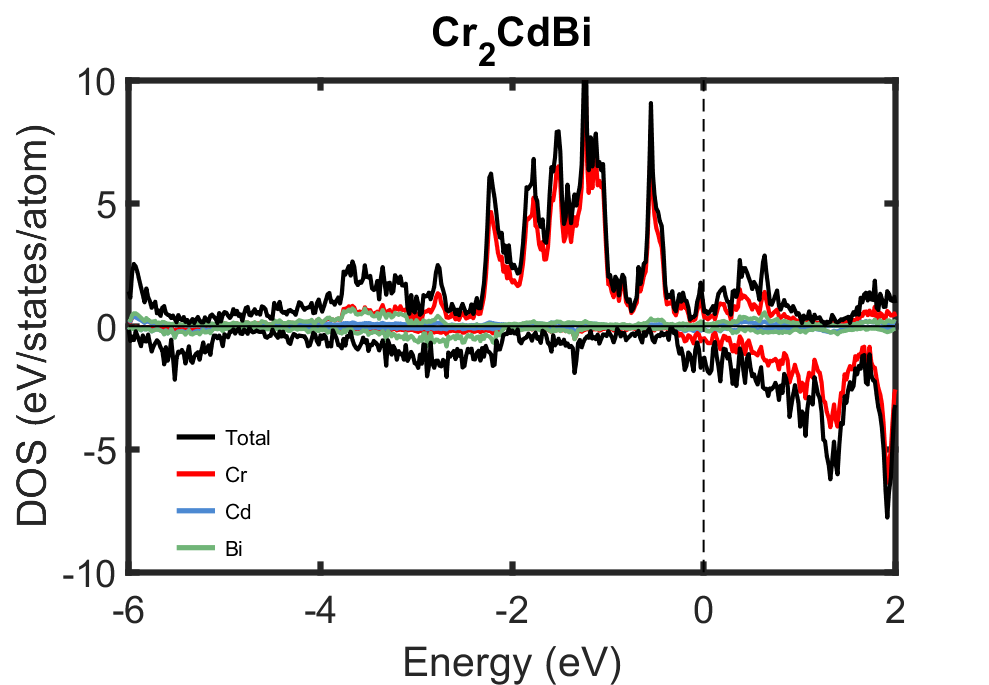 Cr2CdBi
10
5
0
-5
-10
DOS (eV/states/atom)
Total
Cr
Cd
Bi
-6 -4 -2 0 2
Energy (eV)